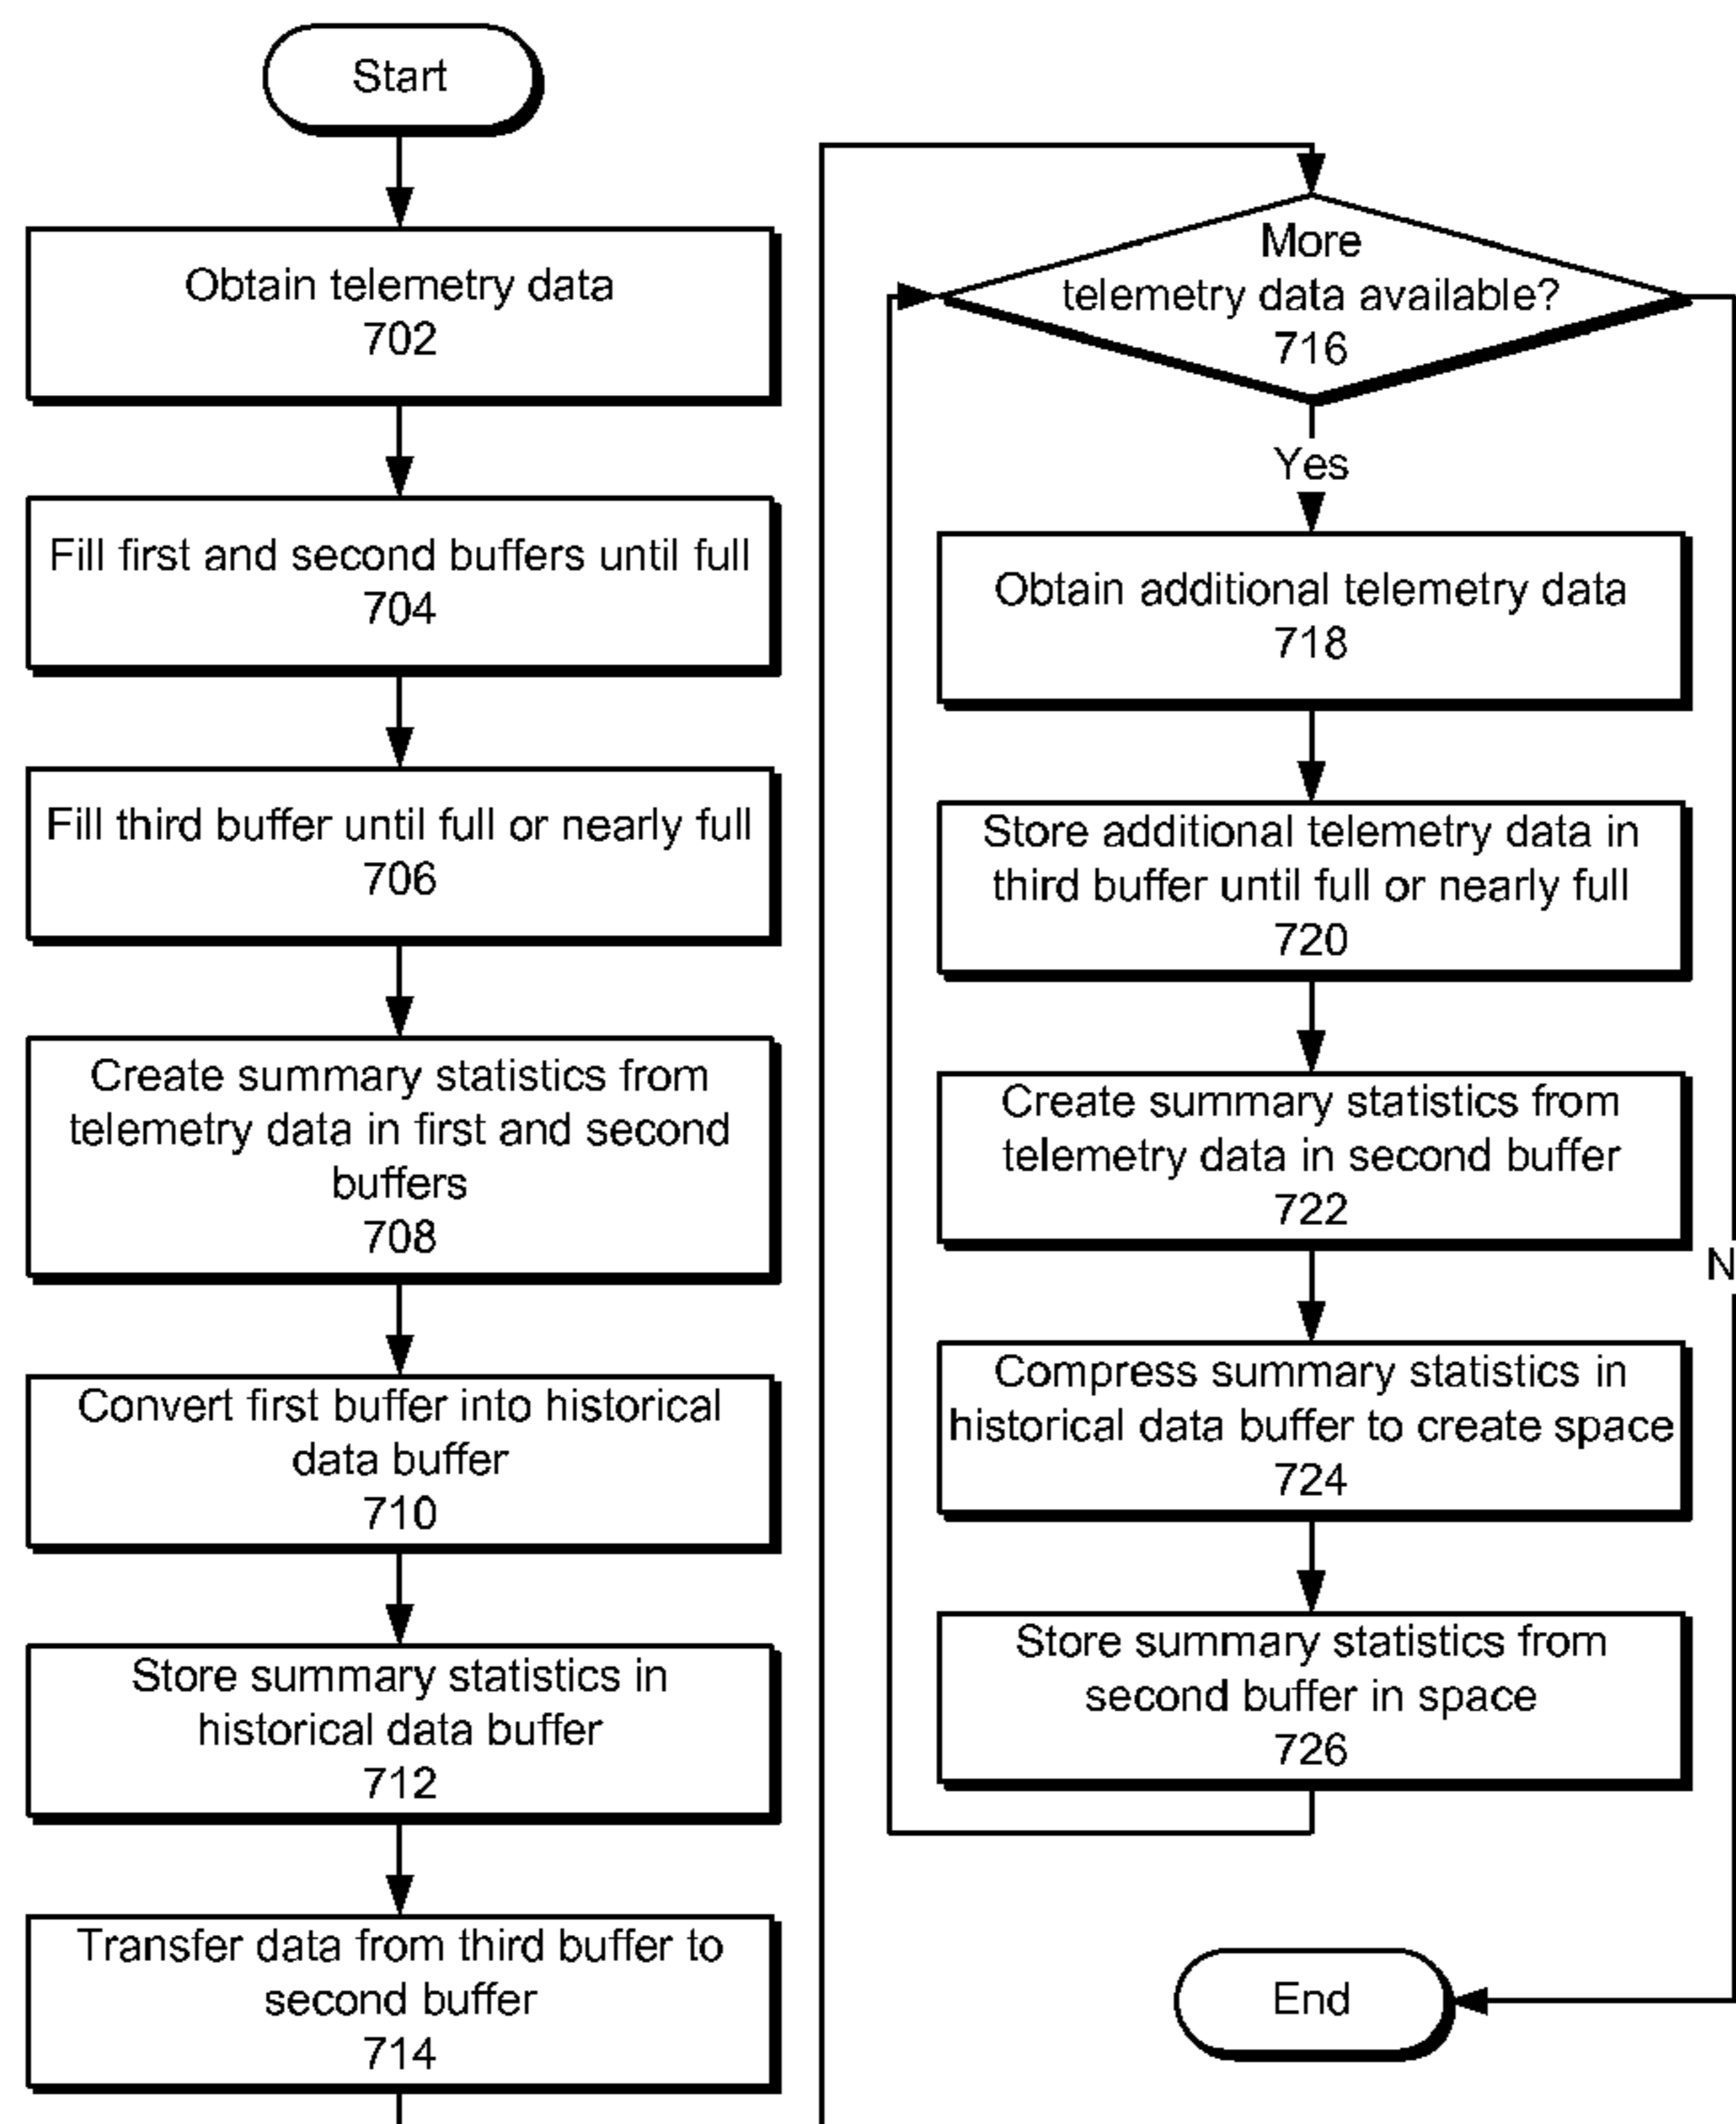 Start
Obtain telemetry data
702
Fill first and second buffers until full
704
Fill third buffer until full or nearly full
706
Create summary statistics from
telemetry data in first and second
buffers
708
Convert first buffer into historical
data buffer
710
Store summary statistics in
historical data buffer
712
Transfer data from third buffer to
second buffer
714
More
telemetry data available?
716
Yes
Obtain additional telemetry data
718
Store additional telemetry data in
third buffer until full or nearly full
720
Create summary statistics from
telemetry data in second buffer
722
N
Compress summary statistics in
historical data buffer to create space
724
Store summary statistics from
second buffer in space
726
End